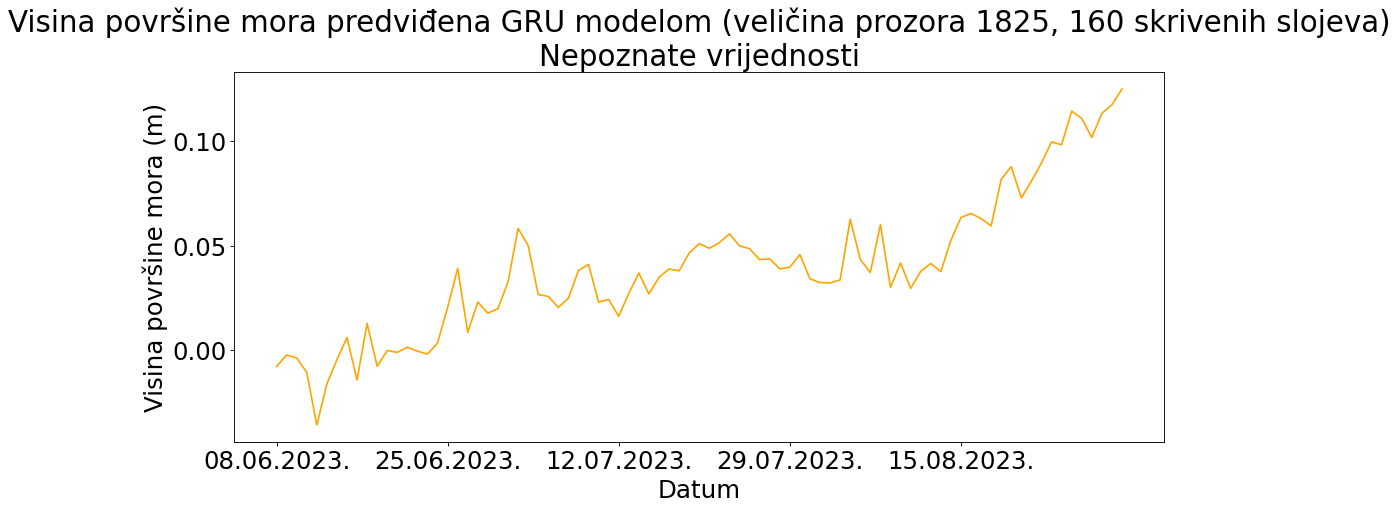 Visina površine mora predviđena GRU modelom (veličina prozora 1825, 160 skrivenih slojeva)
Nepoznate vrijednosti
Visina površine mora (m)
0.10
0.05
0.00
08.06.2023. 25.06.2023. 12.07.2023. 29.07.2023. 15.08.2023.
Datum